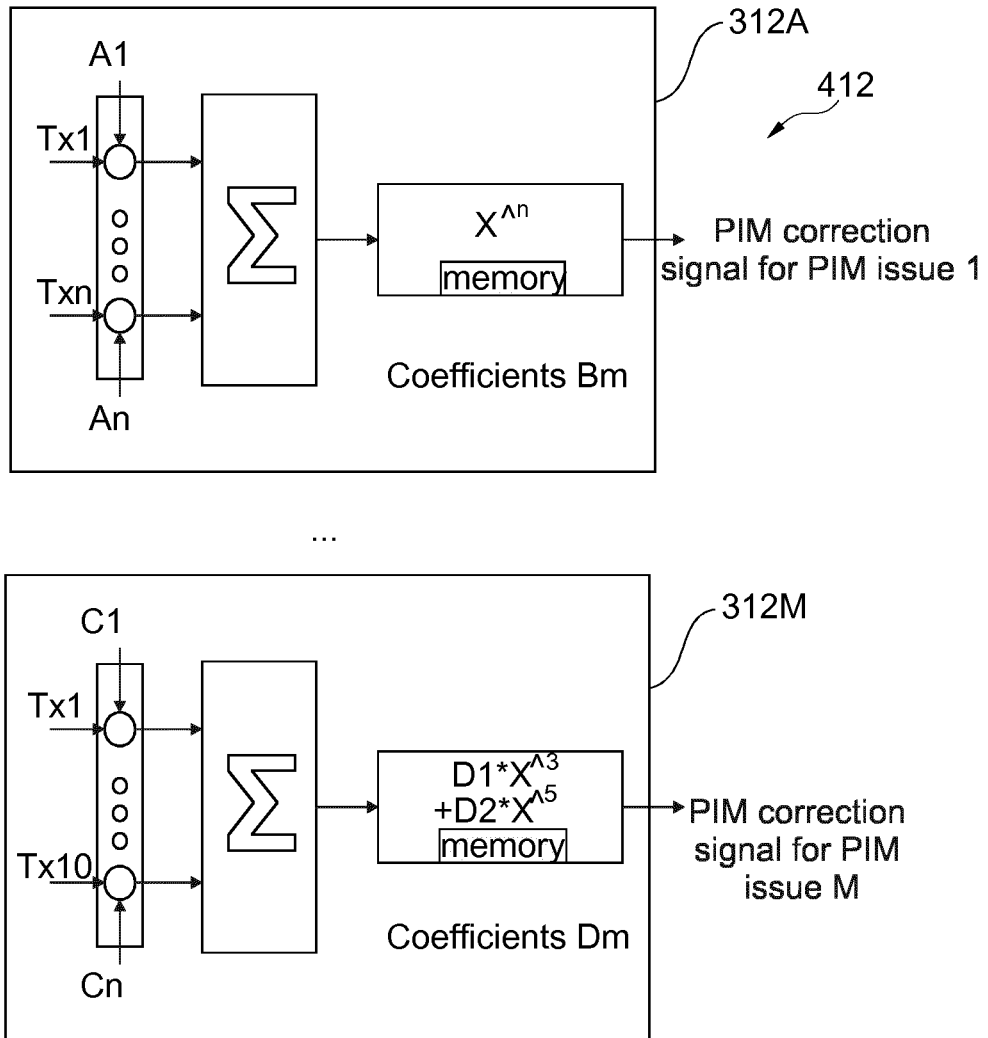 312A
A1
412
Tx1
Σ
X^n
memory
PIM correction
signal for PIM issue 1
Txn
Coefficients Bm
An
...
312M
C1
Tx1
Σ
D1*X^3
+D2*X^5
memory
PIM correction
signal for PIM
issue M
Tx10
Coefficients Dm
Cn